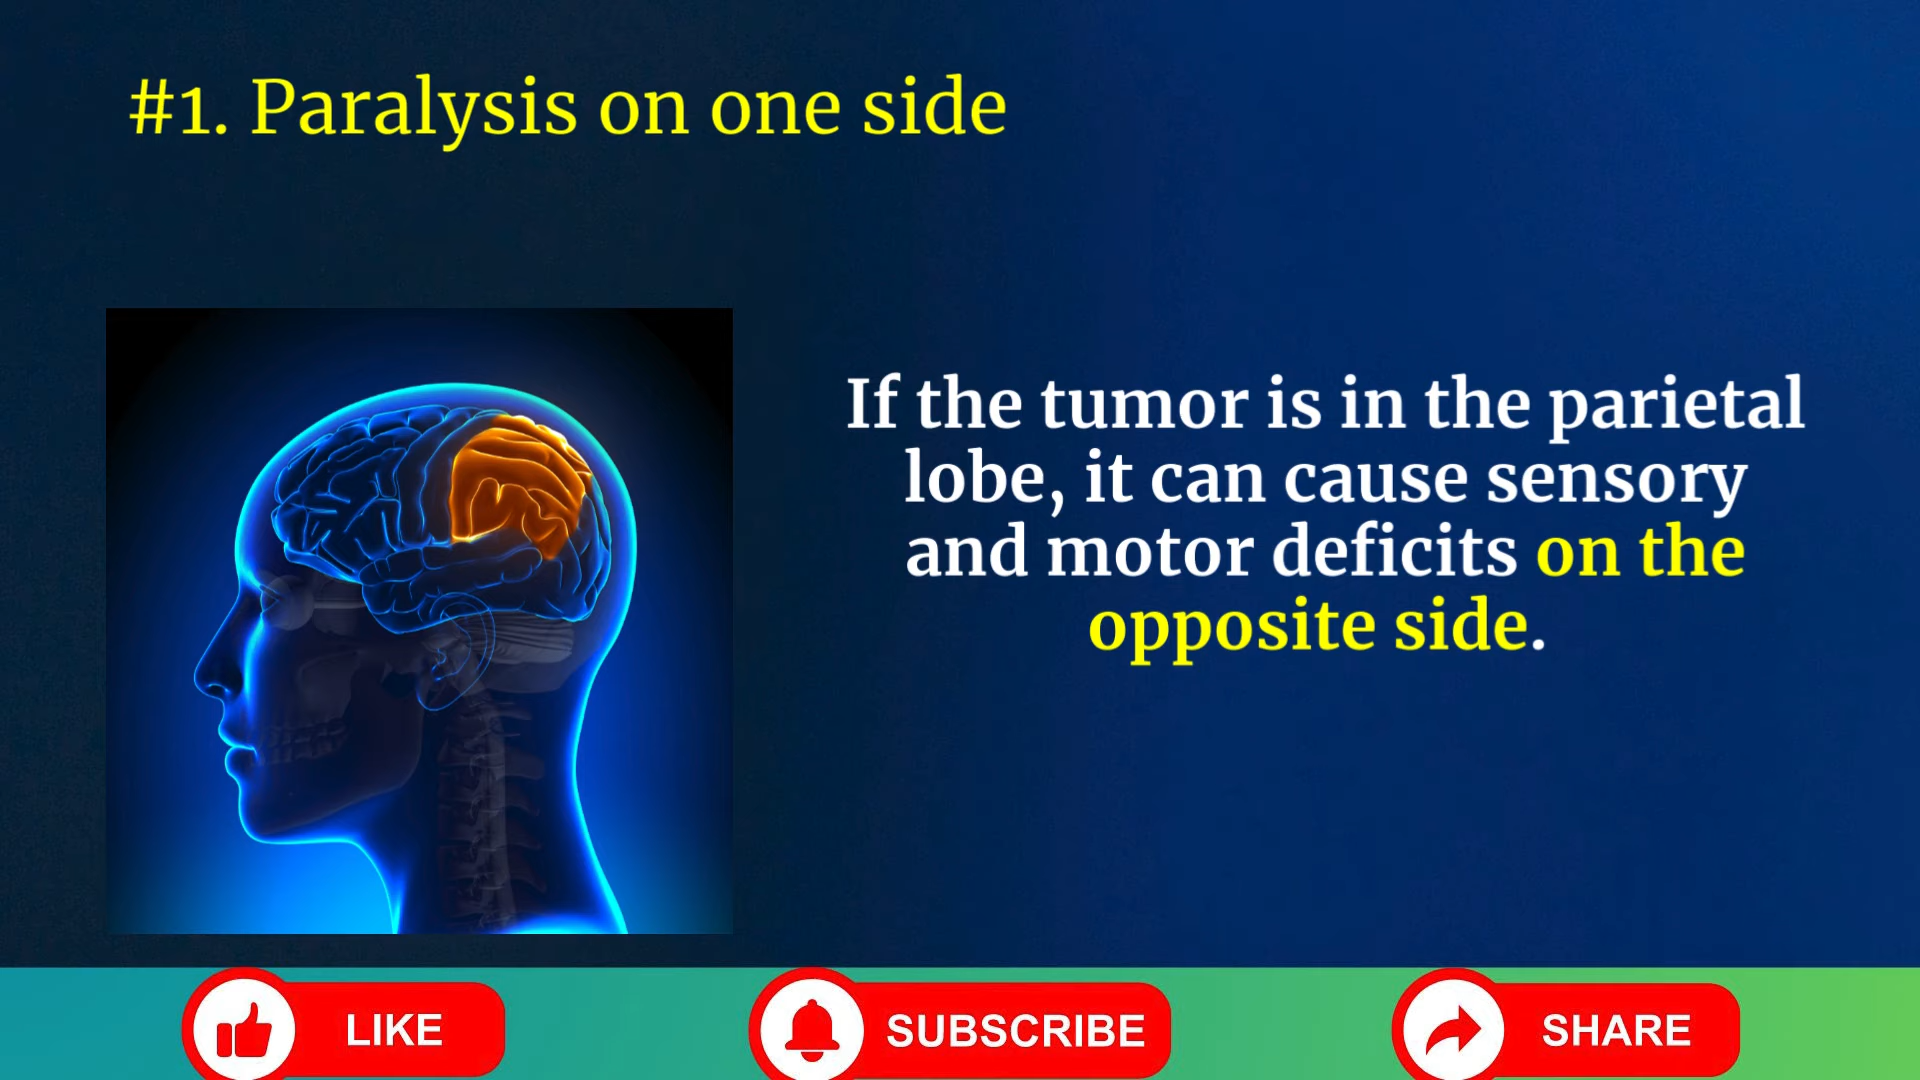 #1. Paralysis on one side
If the tumor is in the parietal
lobe, it can cause sensory
and motor deficits on the
opposite side.
LIKE
SUBSCRIBE
SHARE